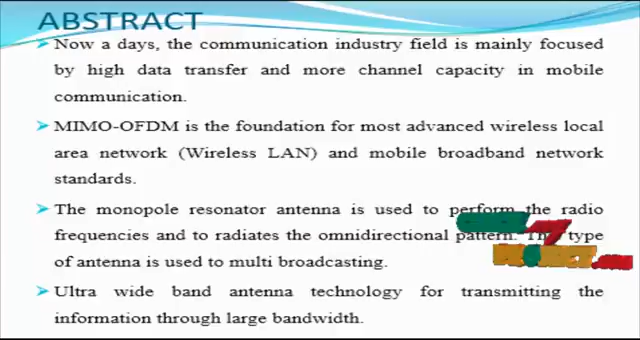 ABSTRACT
Now a days, the communication industry field is mainly focused
by high data transfer and more channel capacity in mobile
communication.
MIMO-OFDM is the foundation for most advanced wireless local
area network (Wireless LAN) and mobile broadband network
standards.
The monopole resonator antenna is used to perform the radio
frequencies and to radiates the omnidirectional pattern. This type
of antenna is used to multi broadcasting.
Ultra wide band antenna technology for transmitting the
information through large bandwidth.